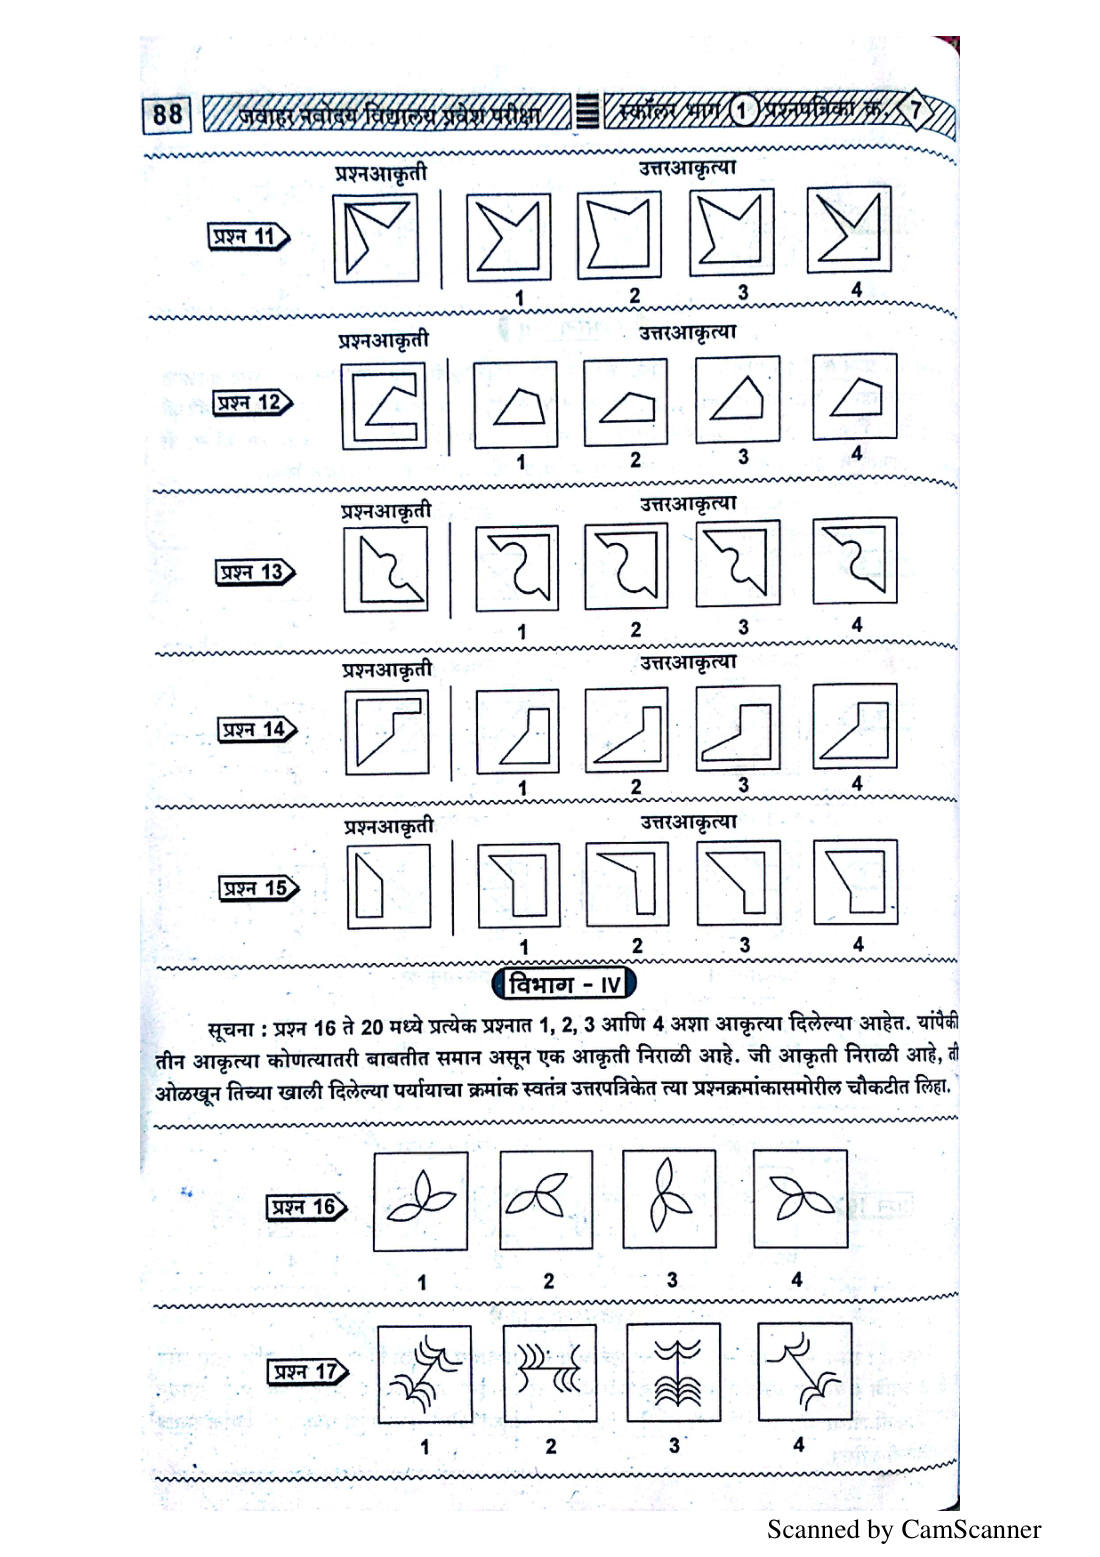 88 जवाहर नवोदय विद्यालय प्रवेश परीक्षा स्कॉलर भाग 1 प्रश्नपत्रिका क्र. 7
प्रश्नआकृती उत्तरआकृत्या
प्रश्न 11
1 2 3 4
प्रश्नआकृती उत्तरआकृत्या
प्रश्न 12
1 2 3 4
प्रश्नआकृती उत्तरआकृत्या
प्रश्न 13
1 2 3 4
प्रश्नआकृती उत्तरआकृत्या
प्रश्न 14
1 2 3 4
प्रश्नआकृती उत्तरआकृत्या
प्रश्न 15
1 2 3 4
विभाग - IV
सूचना : प्रश्न 16 ते 20 मध्ये प्रत्येक प्रश्नात 1, 2, 3 आणि 4 अशा आकृत्या दिलेल्या आहेत. यांपैकी
तीन आकृत्या कोणत्यातरी बाबतीत समान असून एक आकृती निराळी आहे. जी आकृती निराळी आहे, ती
ओळखून तिच्या खाली दिलेल्या पर्यायाचा क्रमांक स्वतंत्र उत्तरपत्रिकेत त्या प्रश्नक्रमांकासमोरील चौकटीत लिहा.
प्रश्न 16
1 2 3 4
प्रश्न 17
1 2 3 4
Scanned by CamScanner